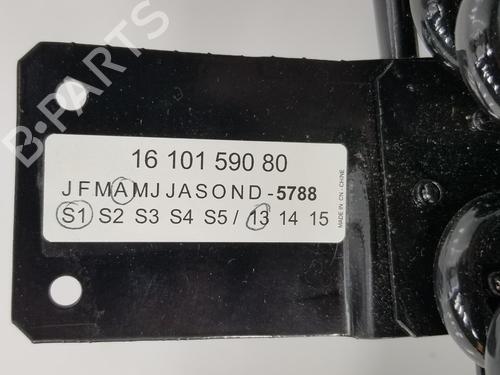 B-PARTS
16 101 590 80
JFMAMJJASOND-5788
S1 S2 S3 S4 S5 / 13 14 15
MADE IN CN - CHINE